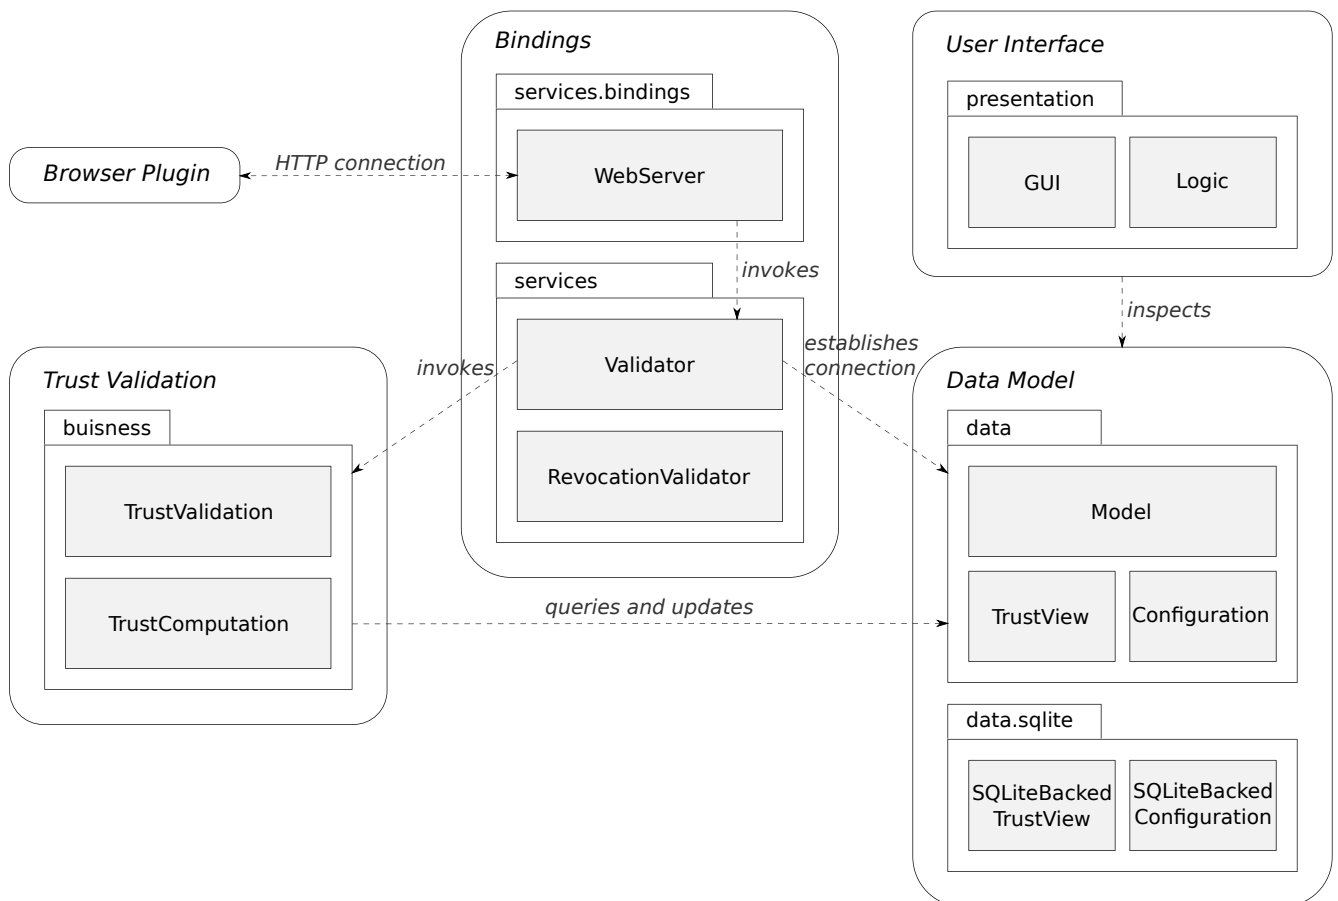 Bindings
services.bindings
WebServer
User Interface
presentation
GUI
Logic
Browser Plugin
HTTP connection
invokes
inspects
services
Validator
RevocationValidator
establishes
connection
invokes
Trust Validation
buisness
TrustValidation
TrustComputation
queries and updates
Data Model
data
Model
TrustView
Configuration
data.sqlite
SQLiteBacked
TrustView
SQLiteBacked
Configuration